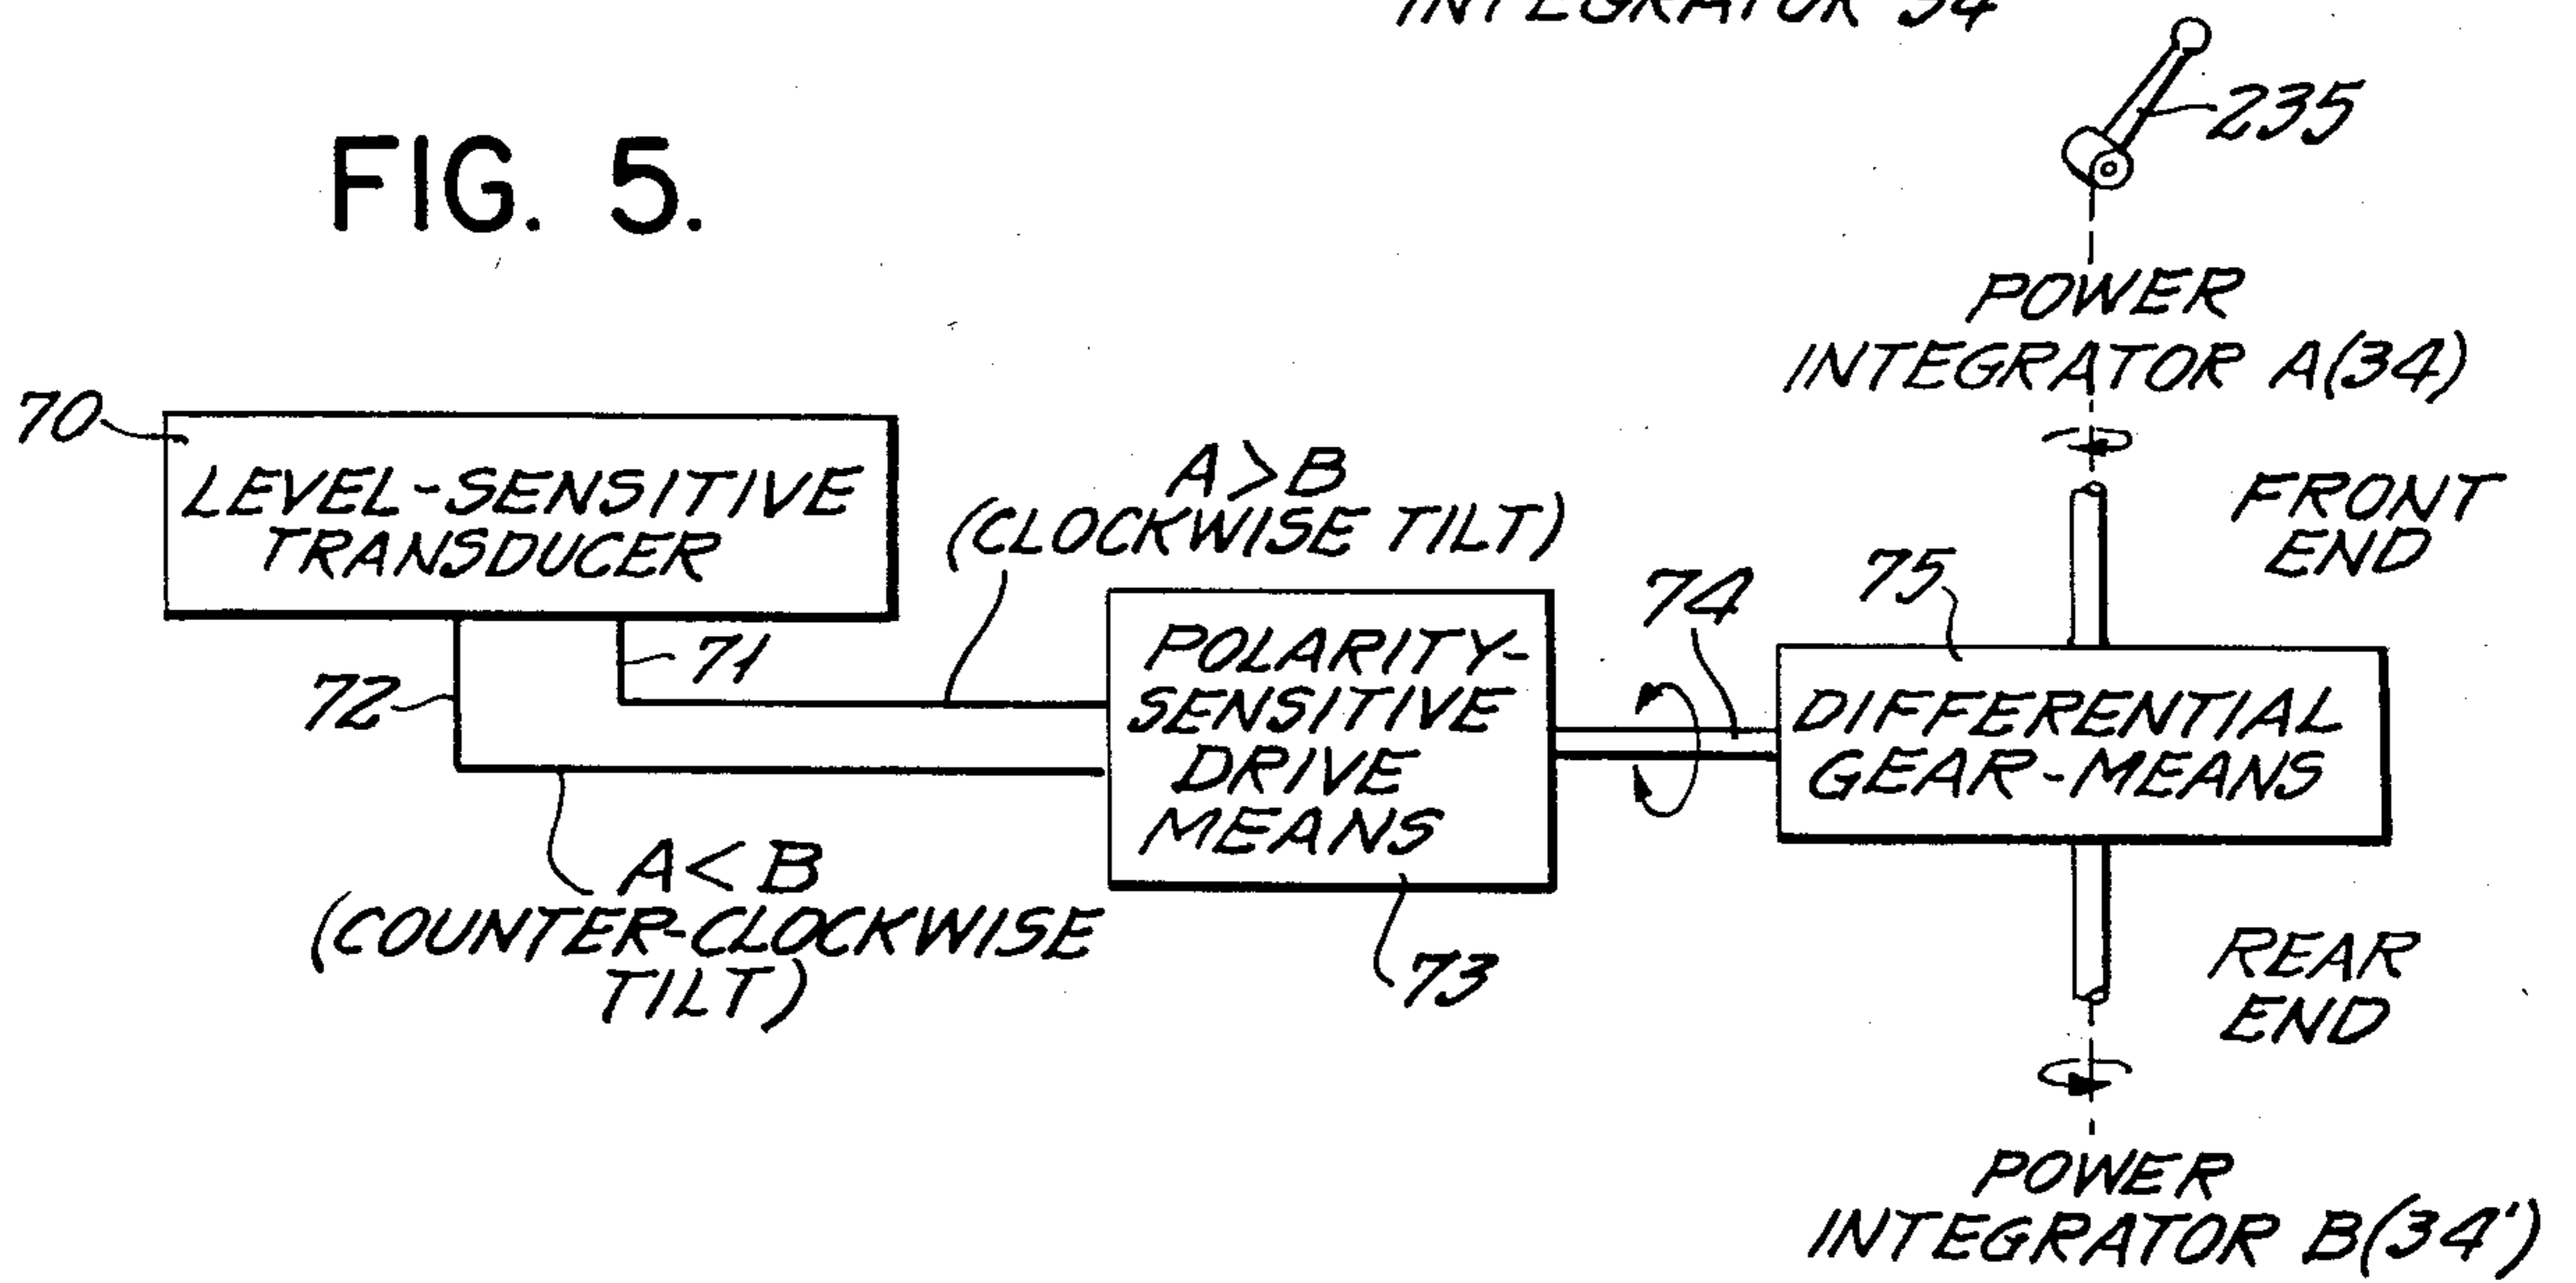 INTEGRATOR 34
235
FIG. 5.
POWER
INTEGRATOR A(34)
70
LEVEL-SENSITIVE
TRANSDUCER
A>B
(CLOCKWISE TILT)
FRONT
END
71
72
74
75
POLARITY-
SENSITIVE
DRIVE
MEANS
DIFFERENTIAL
GEAR-MEANS
A<B
(COUNTER-CLOCKWISE
TILT)
73
REAR
END
POWER
INTEGRATOR B(34')